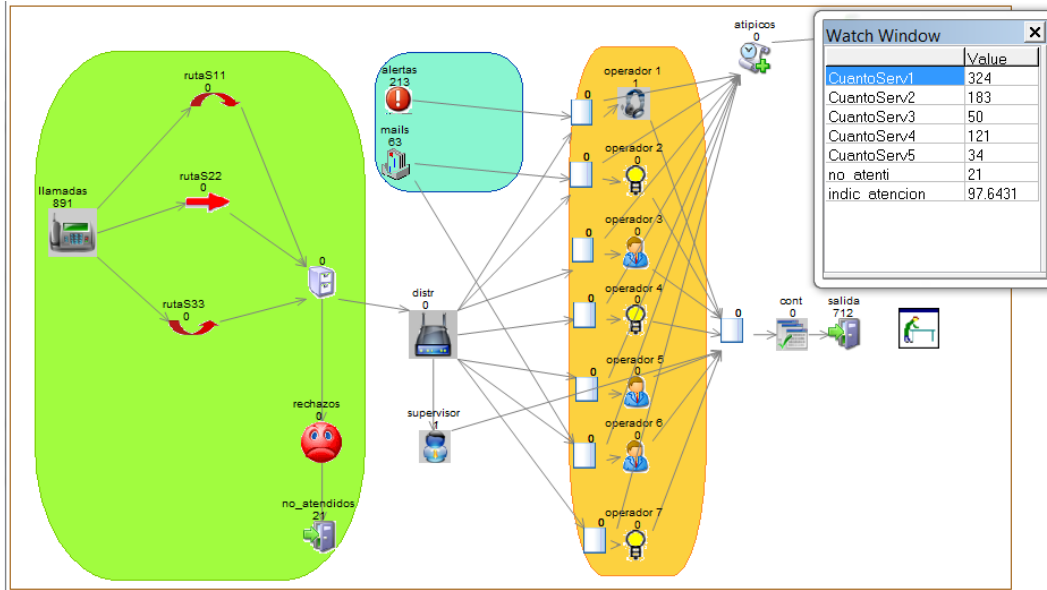 atipicos
0
Watch Window
Value
CuantoServ1 324
CuantoServ2 183
CuantoServ3 50
CuantoServ4 121
CuantoServ5 34
no_atenti 21
indic_atencion 97.6431
rutaS11
0
rutaS22
0
llamadas
891
0
rutaS33
0
rechazos
0
no_atendidos
21
alertas
213
mails
63
distr
0
supervisor
1
operador 1
0
1
operador 2
0
0
operador 3
0
0
operador 4
0
0
operador 5
0
0
operador 6
0
0
operador 7
0
0
0
cont
0
salida
712